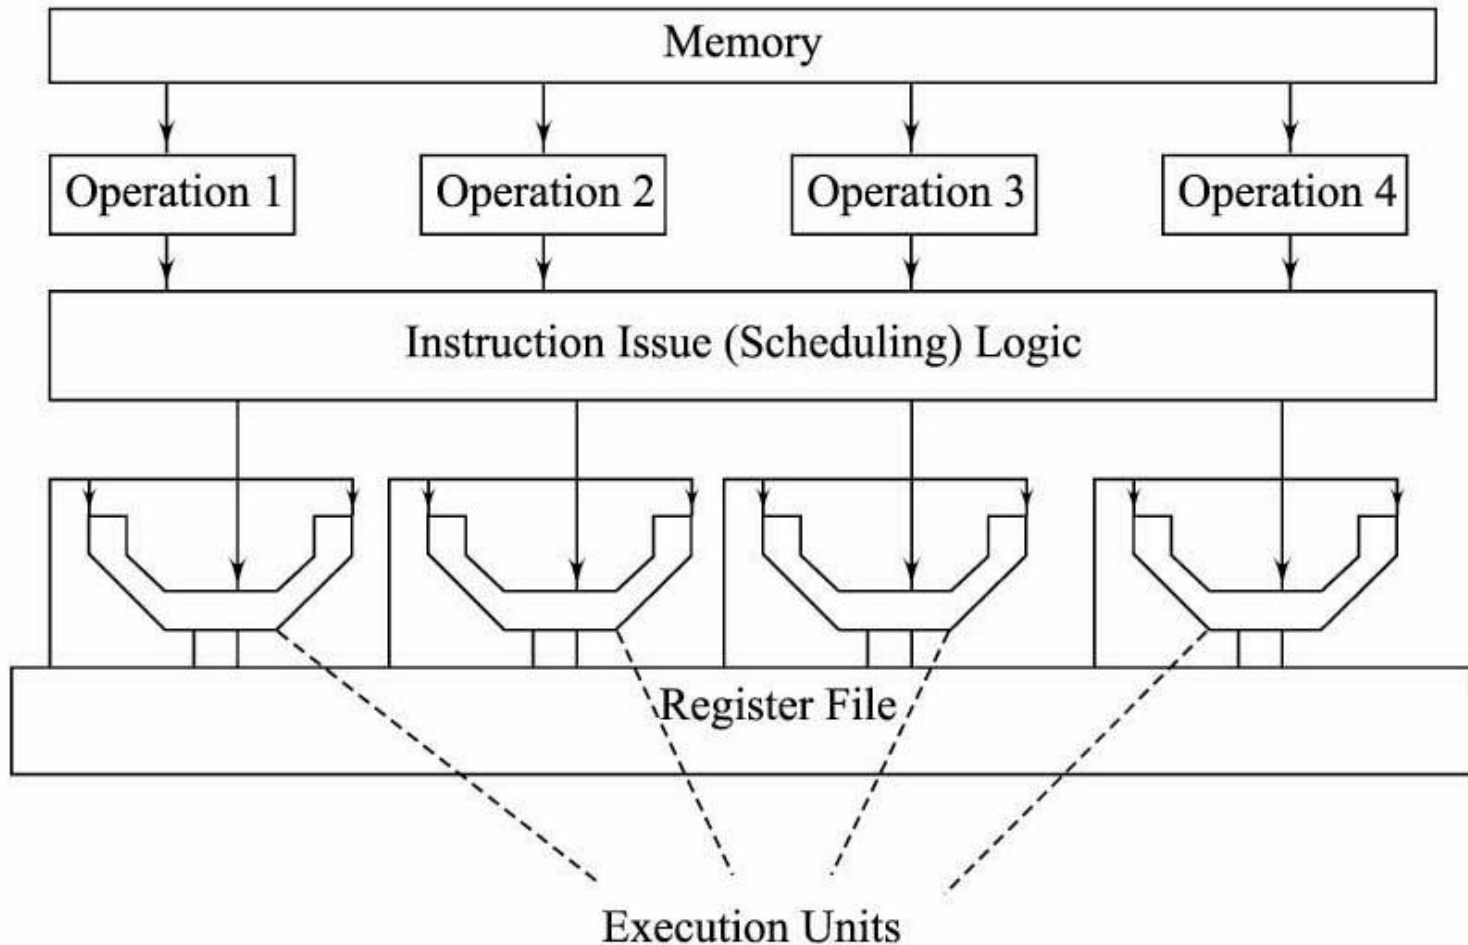 Memory
Operation 1
Operation 2
Operation 3
Operation 4
Instruction Issue (Scheduling) Logic
Register File
Execution Units